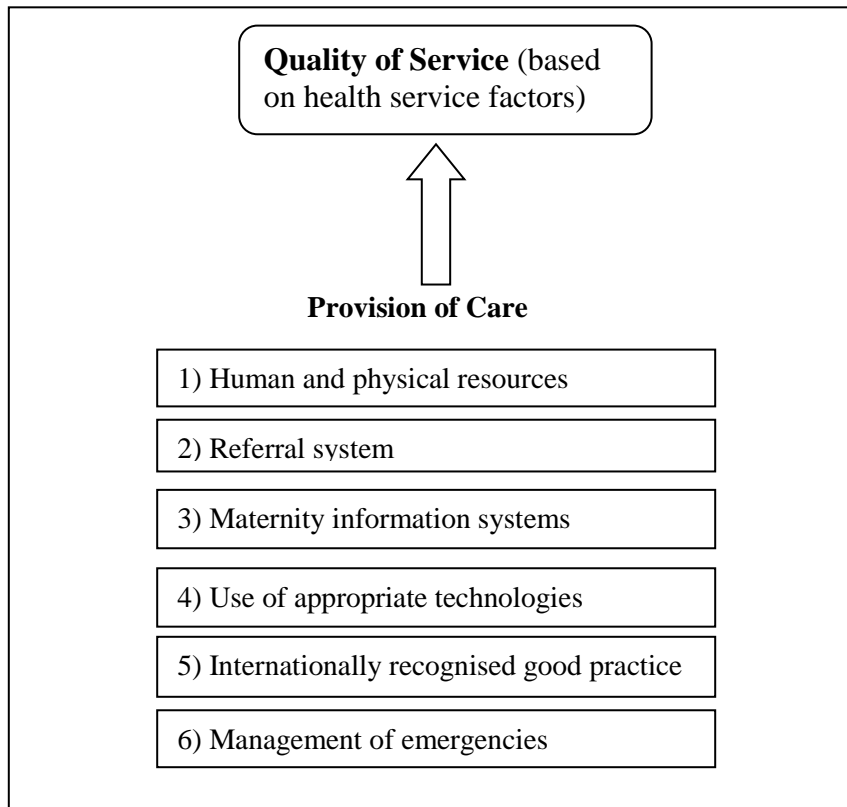 Quality of Service (based
on health service factors)
Provision of Care
1) Human and physical resources
2) Referral system
3) Maternity information systems
4) Use of appropriate technologies
5) Internationally recognised good practice
6) Management of emergencies